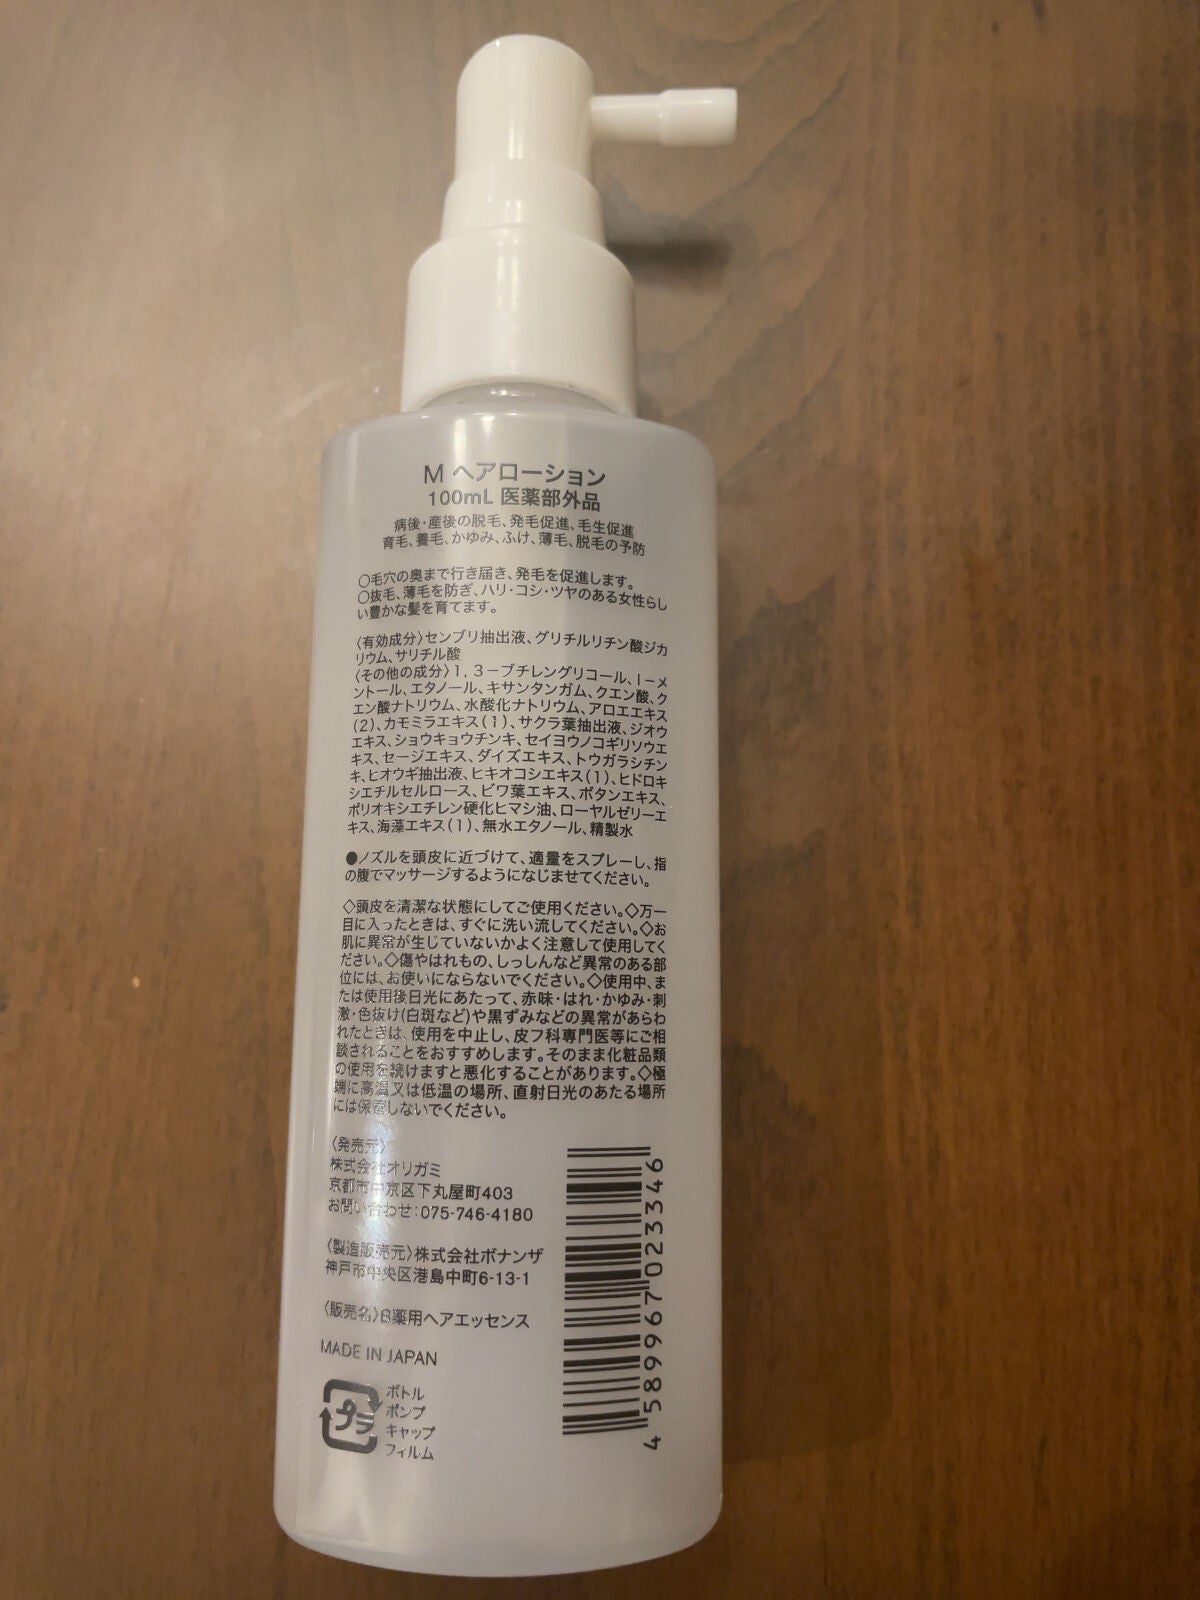 M ヘアローション
100mL 医薬部外品
病後・産後の脱毛、発毛促進、毛生促進
育毛、養毛、かゆみ、ふけ、薄毛、脱毛の予防
○毛穴の奥まで行き届き、発毛を促進します。
○抜毛、薄毛を防ぎ、ハリ・コシ・ツヤのある女性らし
い豊かな髪を育てます。
〈有効成分〉センブリ抽出液、グリチルリチン酸ジカ
リウム、サリチル酸
〈その他の成分〉1,3－ブチレングリコール、l－メ
ントール、エタノール、キサンタンガム、クエン酸、ク
エン酸ナトリウム、水酸化ナトリウム、アロエエキス
(2)、カモミラエキス(1)、サクラ葉抽出液、ジオウ
エキス、ショウキョウチンキ、セイヨウノコギリソウエ
キス、セージエキス、ダイズエキス、トウガラシチン
キ、ヒオウギ抽出液、ヒキオコシエキス(1)、ヒドロキ
シエチルセルロース、ビワ葉エキス、ボタンエキス、
ポリオキシエチレン硬化ヒマシ油、ローヤルゼリーエ
キス、海藻エキス(1)、無水エタノール、精製水
●ノズルを頭皮に近づけて、適量をスプレーし、指
の腹でマッサージするようになじませてください。
◇頭皮を清潔な状態にしてご使用ください。◇万一
目に入ったときは、すぐに洗い流してください。◇お
肌に異常が生じていないかよく注意して使用してく
ださい。◇傷やはれもの、しっしんなど異常のある部
位には、お使いにならないでください。◇使用中、ま
たは使用後日光にあたって、赤味・はれ・かゆみ・刺
激・色抜け(白斑など)や黒ずみなどの異常があらわ
れたときは、使用を中止し、皮フ科専門医等にご相
談されることをおすすめします。そのまま化粧品類
の使用を続けますと悪化することがあります。◇極
端に高温又は低温の場所、直射日光のあたる場所
には保管しないでください。
〈発売元〉
株式会社オリガミ
京都市中京区下丸屋町403
お問い合わせ：075-746-4180
〈製造販売元〉株式会社ボナンザ
神戸市中央区港島中町6-13-1
〈販売名〉B薬用ヘアエッセンス
MADE IN JAPAN
プラ
ボトル
ポンプ
キャップ
フィルム
4 589967 023346